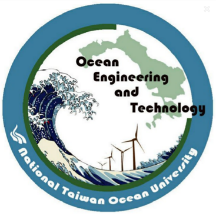 Ocean
Engineering
and
Technology
National Taiwan Ocean University